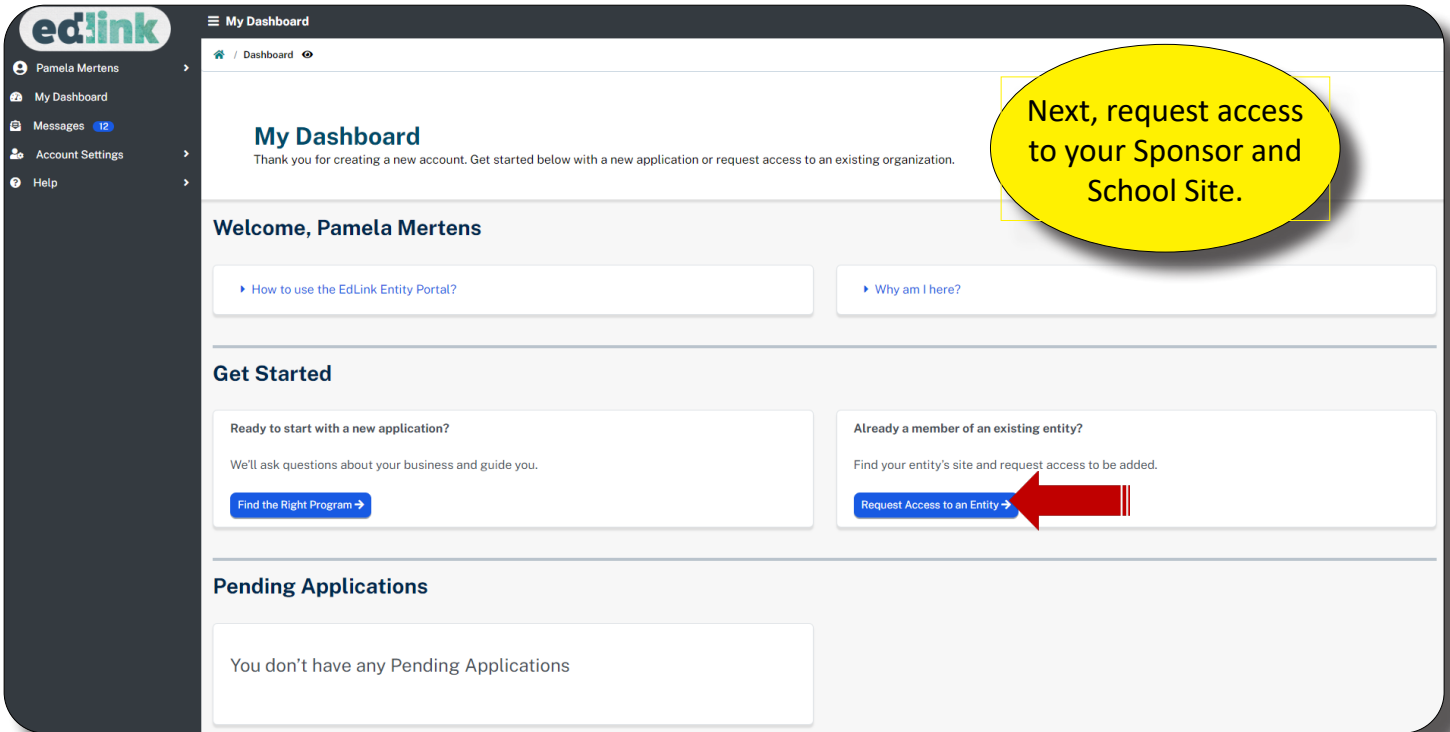 ed:link
My Dashboard
/ Dashboard
Pamela Mertens
My Dashboard
Messages 12
Account Settings
Help
My Dashboard
Thank you for creating a new account. Get started below with a new application or request access to an existing organization.
Next, request access
to your Sponsor and
School Site.
Welcome, Pamela Mertens
How to use the EdLink Entity Portal?
Why am I here?
Get Started
Ready to start with a new application?
We'll ask questions about your business and guide you.
Find the Right Program
Already a member of an existing entity?
Find your entity's site and request access to be added.
Request Access to an Entity
Pending Applications
You don't have any Pending Applications